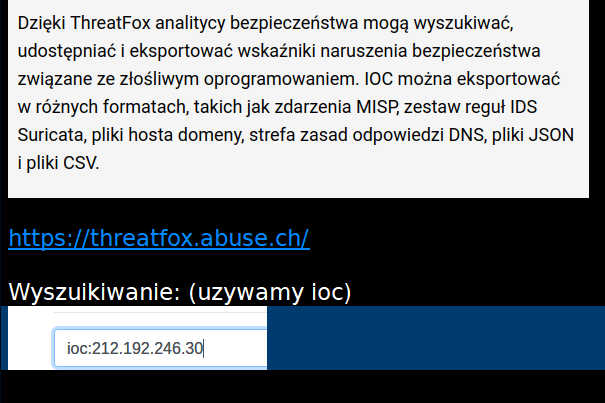 Dzięki ThreatFox analitycy bezpieczeństwa mogą wyszukiwać,
udostępniać i eksportować wskaźniki naruszenia bezpieczeństwa
związane ze złośliwym oprogramowaniem. IOC można eksportować
w różnych formatach, takich jak zdarzenia MISP, zestaw reguł IDS
Suricata, pliki hosta domeny, strefa zasad odpowiedzi DNS, pliki JSON
i pliki CSV.
https://threatfox.abuse.ch/
Wyszuikiwanie: (uzywamy ioc)
ioc:212.192.246.30